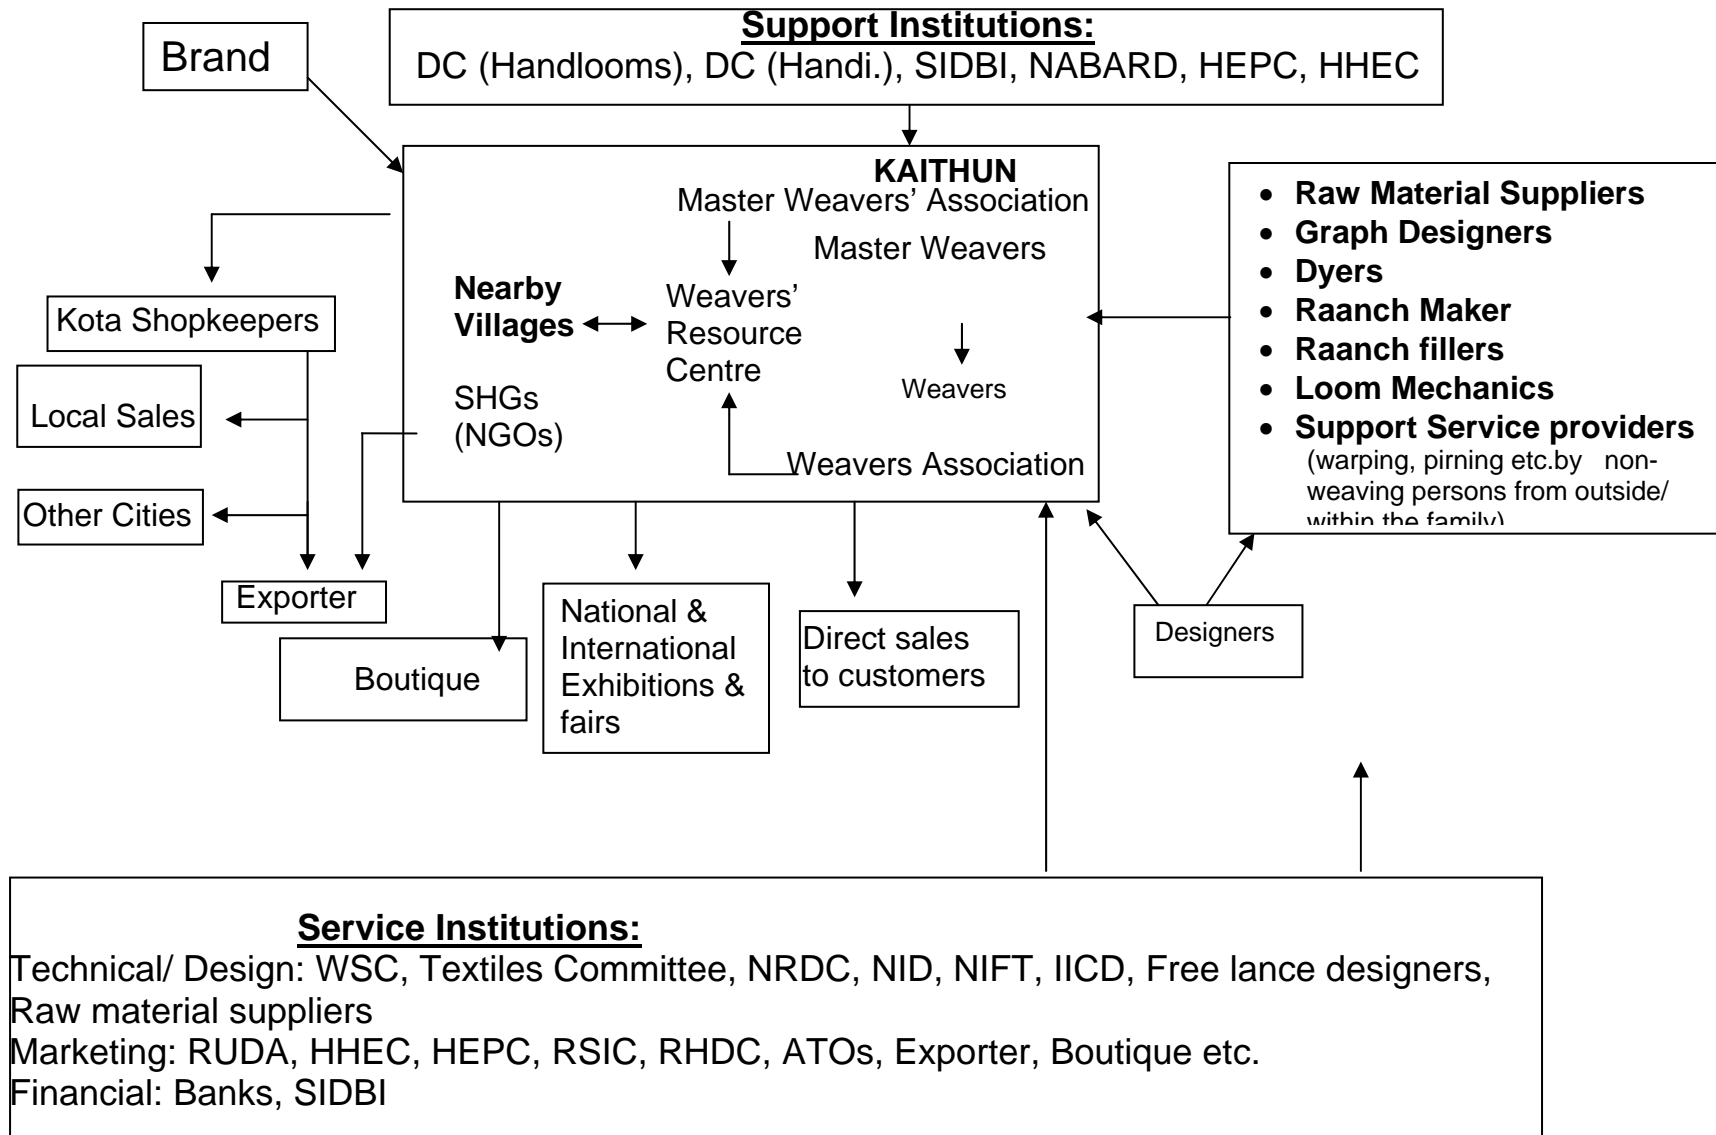 Brand
Support Institutions:
DC (Handlooms), DC (Handi.), SIDBI, NABARD, HEPC, HHEC
KAITHUN
Master Weavers’ Association
Master Weavers
Nearby
Villages
Weavers’
Resource
Centre
Weavers
SHGs
(NGOs)
Weavers Association
• Raw Material Suppliers
• Graph Designers
• Dyers
• Raanch Maker
• Raanch fillers
• Loom Mechanics
• Support Service providers
(warping, pirning etc.by non-
weaving persons from outside/
within the family)
Kota Shopkeepers
Local Sales
Other Cities
Exporter
Boutique
National &
International
Exhibitions &
fairs
Direct sales
to customers
Designers
Service Institutions:
Technical/ Design: WSC, Textiles Committee, NRDC, NID, NIFT, IICD, Free lance designers,
Raw material suppliers
Marketing: RUDA, HHEC, HEPC, RSIC, RHDC, ATOs, Exporter, Boutique etc.
Financial: Banks, SIDBI